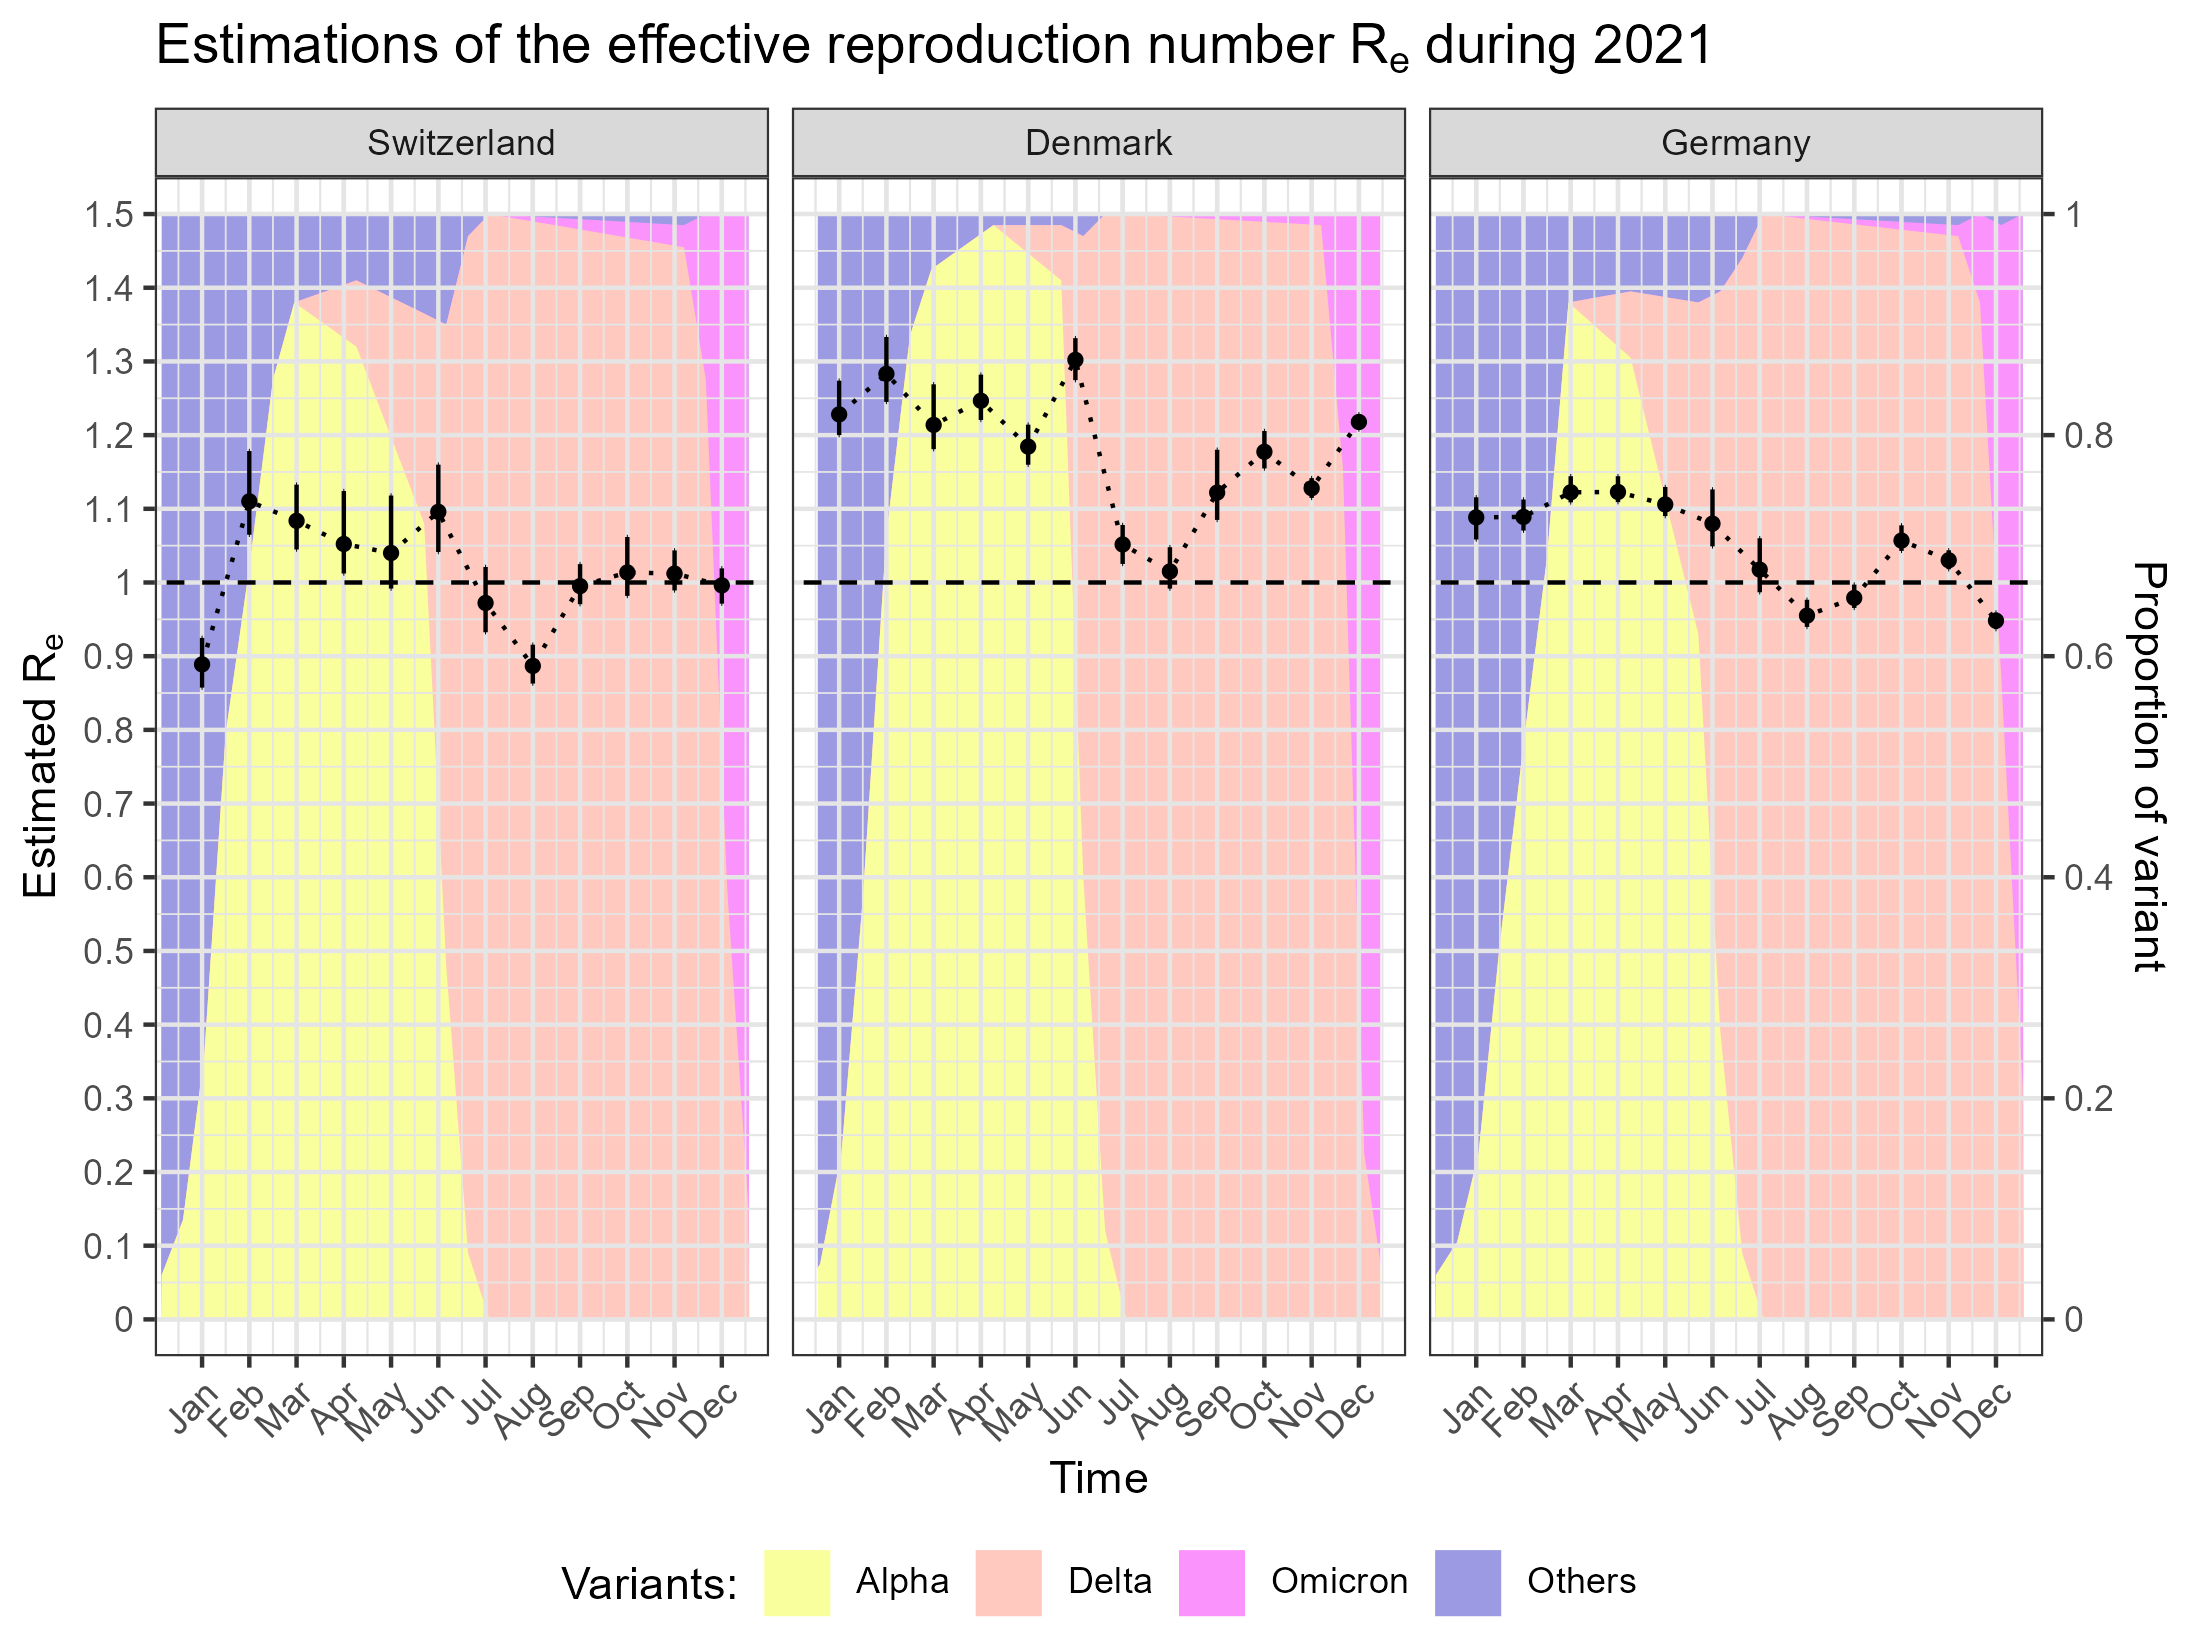 Estimations of the effective reproduction number Re during 2021
Switzerland Denmark Germany
1.5
1.4
1.3
1.2
1.1
1
0.9
0.8
0.7
0.6
0.5
0.4
0.3
0.2
0.1
0
Estimated Re
1
0.8
0.6
0.4
0.2
0
Proportion of variant
Jan Feb Mar Apr May Jun Jul Aug Sep Oct Nov Dec
Jan Feb Mar Apr May Jun Jul Aug Sep Oct Nov Dec
Jan Feb Mar Apr May Jun Jul Aug Sep Oct Nov Dec
Time
Variants: Alpha Delta Omicron Others